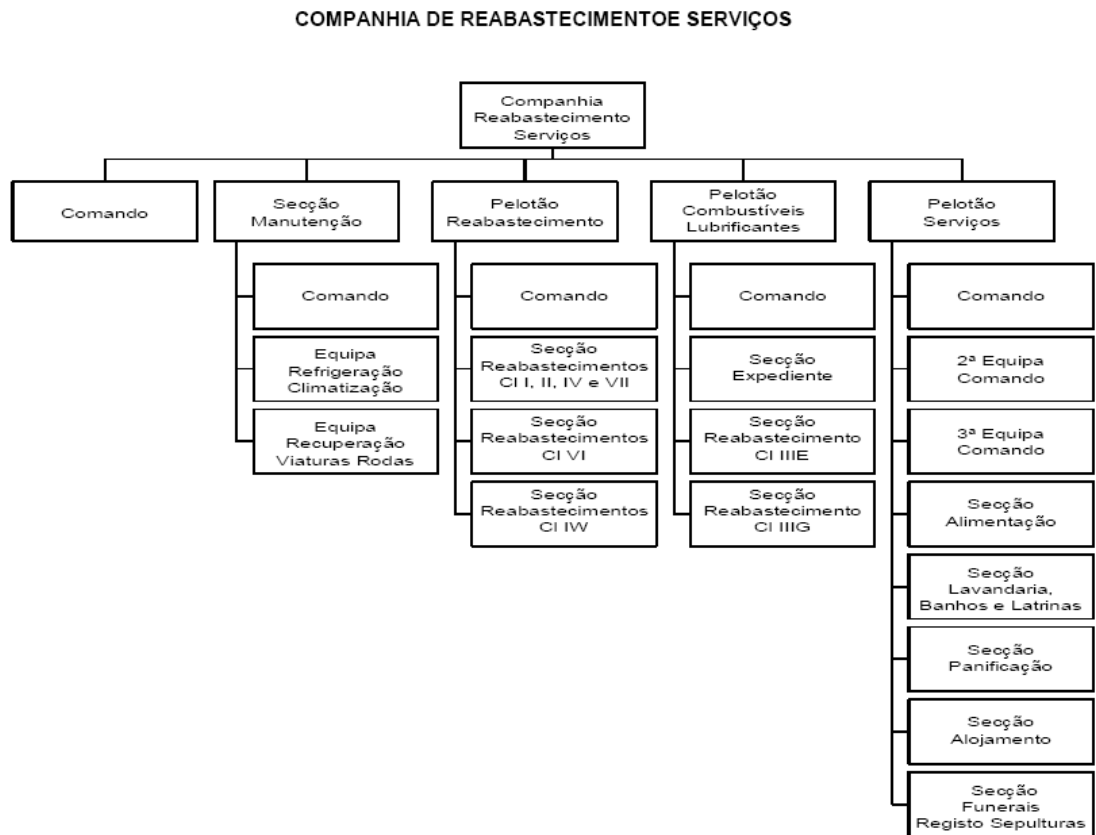 COMPANHIA DE REABASTECIMENTOE SERVIÇOS
Companhia
Reabastecimento
Serviços
Comando
Secção
Manutenção
Pelotão
Reabastecimento
Pelotão
Combustíveis
Lubrificantes
Pelotão
Serviços
Comando
Equipa
Refrigeração
Climatização
Equipa
Recuperação
Viaturas Rodas
Comando
Secção
Reabastecimentos
Cl I, II, IV e VII
Secção
Reabastecimentos
Cl VI
Secção
Reabastecimentos
Cl IW
Comando
Secção
Expediente
Secção
Reabastecimento
Cl IIIE
Secção
Reabastecimento
Cl IIIG
Comando
2ª Equipa
Comando
3ª Equipa
Comando
Secção
Alimentação
Secção
Lavandaria,
Banhos e Latrinas
Secção
Panificação
Secção
Alojamento
Secção
Funerais
Registo Sepulturas